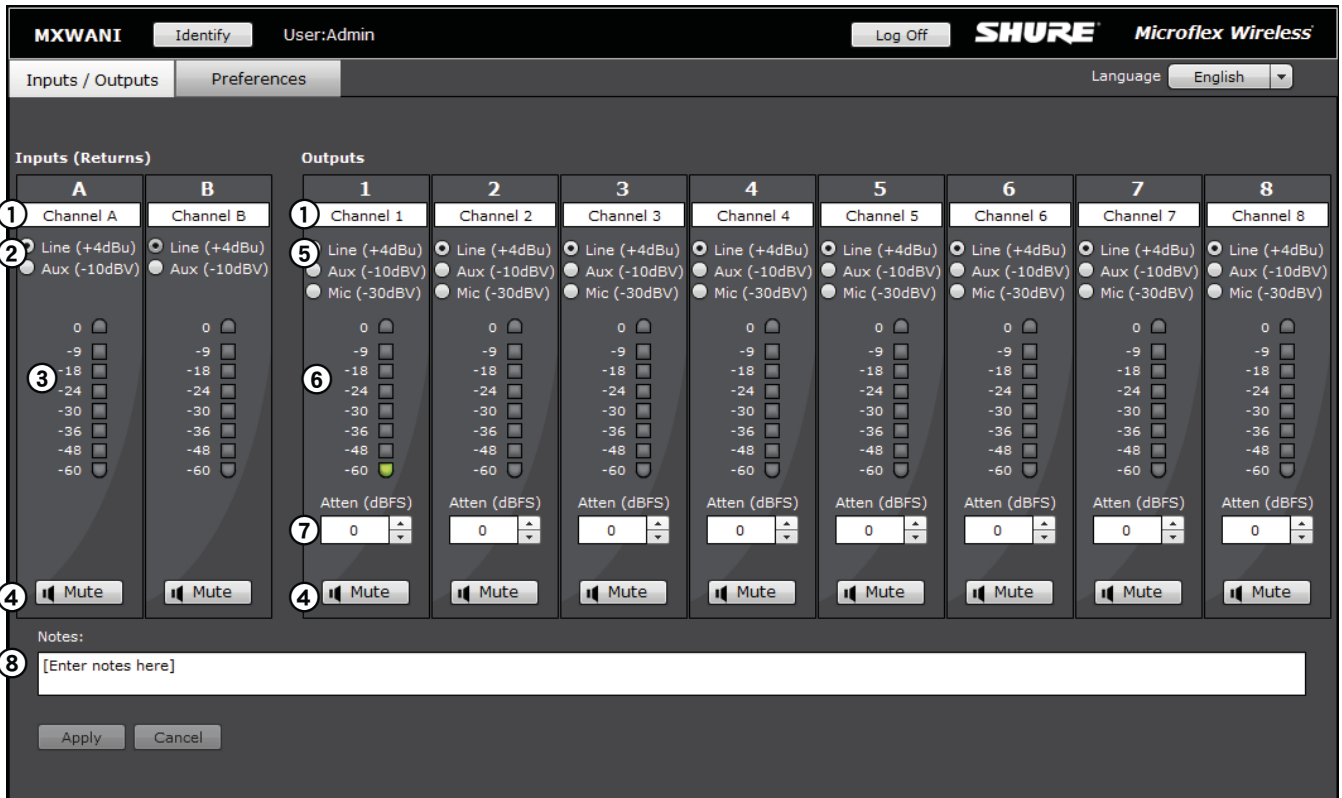 MXWANI Identify User:Admin Log Off SHURE Microflex Wireless
Inputs / Outputs Preferences Language English
Inputs (Returns) Outputs
A B 1 2 3 4 5 6 7 8
1 Channel A Channel B 1 Channel 1 Channel 2 Channel 3 Channel 4 Channel 5 Channel 6 Channel 7 Channel 8
2 Line (+4dBu) Line (+4dBu) 5 Line (+4dBu) Line (+4dBu) Line (+4dBu) Line (+4dBu) Line (+4dBu) Line (+4dBu) Line (+4dBu) Line (+4dBu)
Aux (-10dBV) Aux (-10dBV) Aux (-10dBV) Aux (-10dBV) Aux (-10dBV) Aux (-10dBV) Aux (-10dBV) Aux (-10dBV) Aux (-10dBV) Aux (-10dBV)
Mic (-30dBV) Mic (-30dBV) Mic (-30dBV) Mic (-30dBV) Mic (-30dBV) Mic (-30dBV) Mic (-30dBV) Mic (-30dBV)
0 0 0 0 0 0 0 0 0 0
-9 -9 -9 -9 -9 -9 -9 -9 -9 -9
3 -18 -18 6 -18 -18 -18 -18 -18 -18 -18 -18
-24 -24 -24 -24 -24 -24 -24 -24 -24 -24
-30 -30 -30 -30 -30 -30 -30 -30 -30 -30
-36 -36 -36 -36 -36 -36 -36 -36 -36 -36
-48 -48 -48 -48 -48 -48 -48 -48 -48 -48
-60 -60 -60 -60 -60 -60 -60 -60 -60 -60
Atten (dBFS) Atten (dBFS) Atten (dBFS) Atten (dBFS) Atten (dBFS) Atten (dBFS) Atten (dBFS) Atten (dBFS)
7 0 0 0 0 0 0 0 0
4 Mute Mute 4 Mute Mute Mute Mute Mute Mute Mute Mute
Notes:
8 [Enter notes here]
Apply Cancel